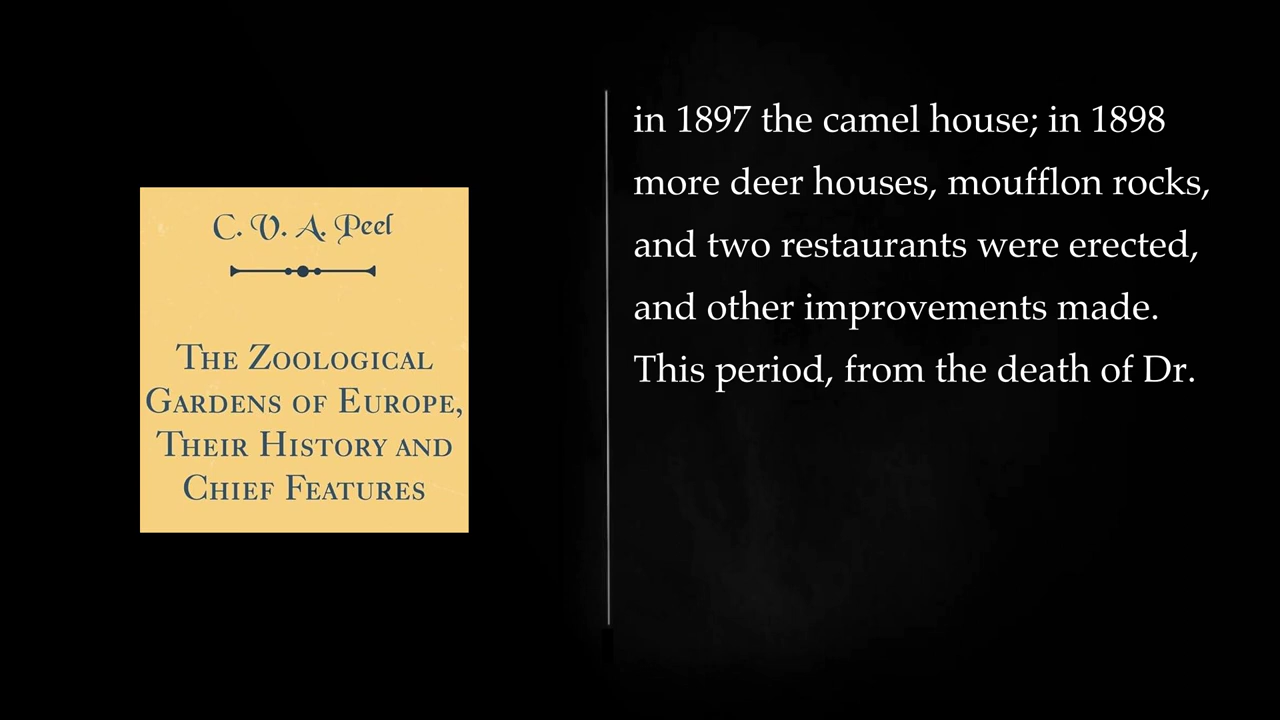 C. V. A. Peel
The Zoological
Gardens of Europe,
Their History and
Chief Features
in 1897 the camel house; in 1898
more deer houses, moufflon rocks,
and two restaurants were erected,
and other improvements made.
This period, from the death of Dr.